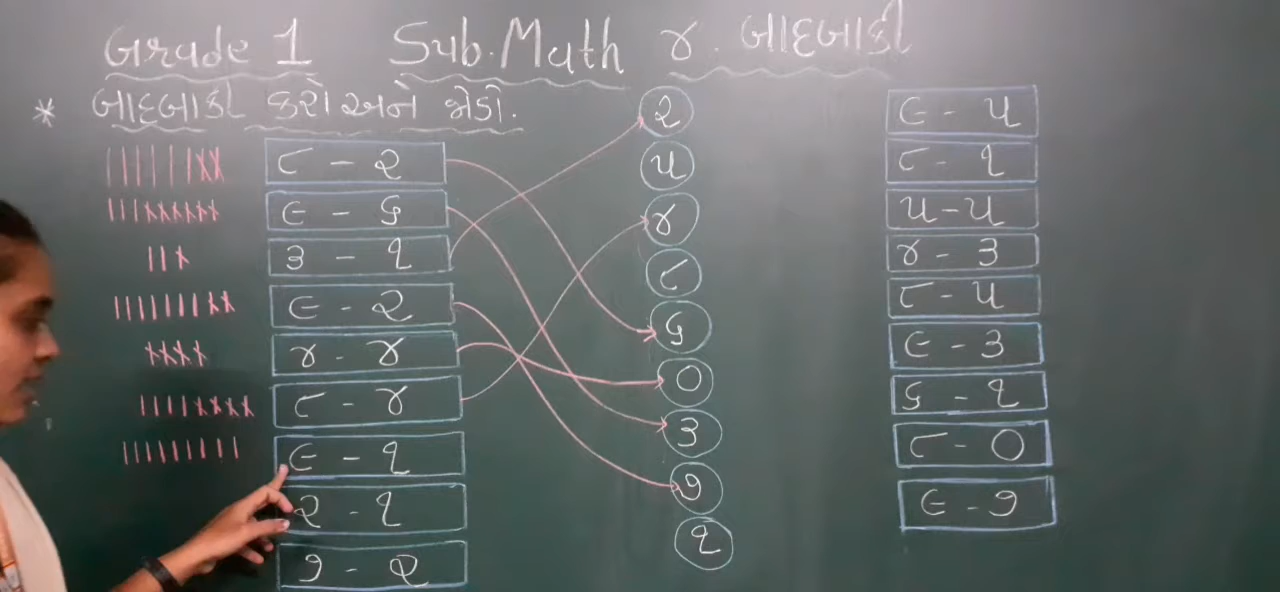 Grade 1 Sub. Math ૪. બાદબાકી
* બાદબાકી કરો અને જોડો.
૮ - ૨
૯ - ૬
૩ - ૧
૯ - ૨
૪ - ૪
૮ - ૪
૯ - ૧
૨ - ૧
૭ - ૨
૨
૫
૪
૮
૬
૦
૩
૭
૧
૯ - ૫
૮ - ૧
૫ - ૫
૪ - ૩
૮ - ૫
૯ - ૩
૬ - ૧
૮ - ૦
૯ - ૭